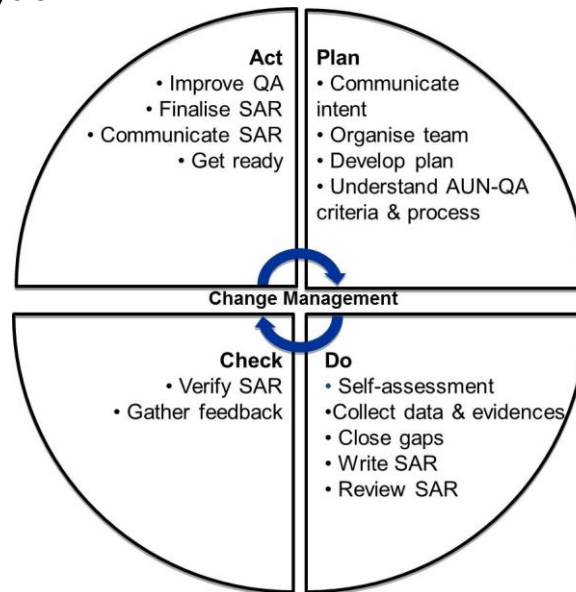 Act
• Improve QA
• Finalise SAR
• Communicate SAR
• Get ready
Plan
• Communicate
intent
• Organise team
• Develop plan
• Understand AUN-QA
criteria & process
Change Management
Check
• Verify SAR
• Gather feedback
Do
• Self-assessment
•Collect data & evidences
• Close gaps
• Write SAR
• Review SAR